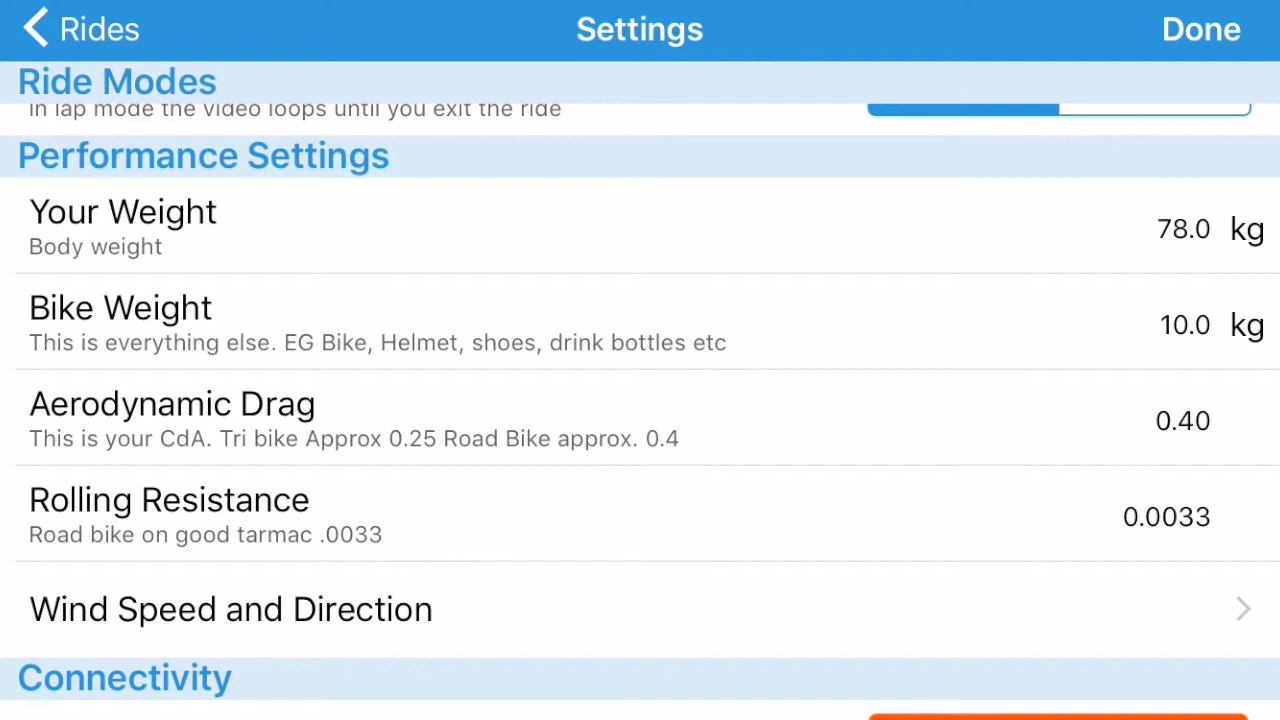 Rides
Settings
Done
Ride Modes
In lap mode the video loops until you exit the ride
Performance Settings
Your Weight
Body weight
78.0 kg
Bike Weight
This is everything else. EG Bike, Helmet, shoes, drink bottles etc
10.0 kg
Aerodynamic Drag
This is your CdA. Tri bike Approx 0.25 Road Bike approx. 0.4
0.40
Rolling Resistance
Road bike on good tarmac .0033
0.0033
Wind Speed and Direction
Connectivity